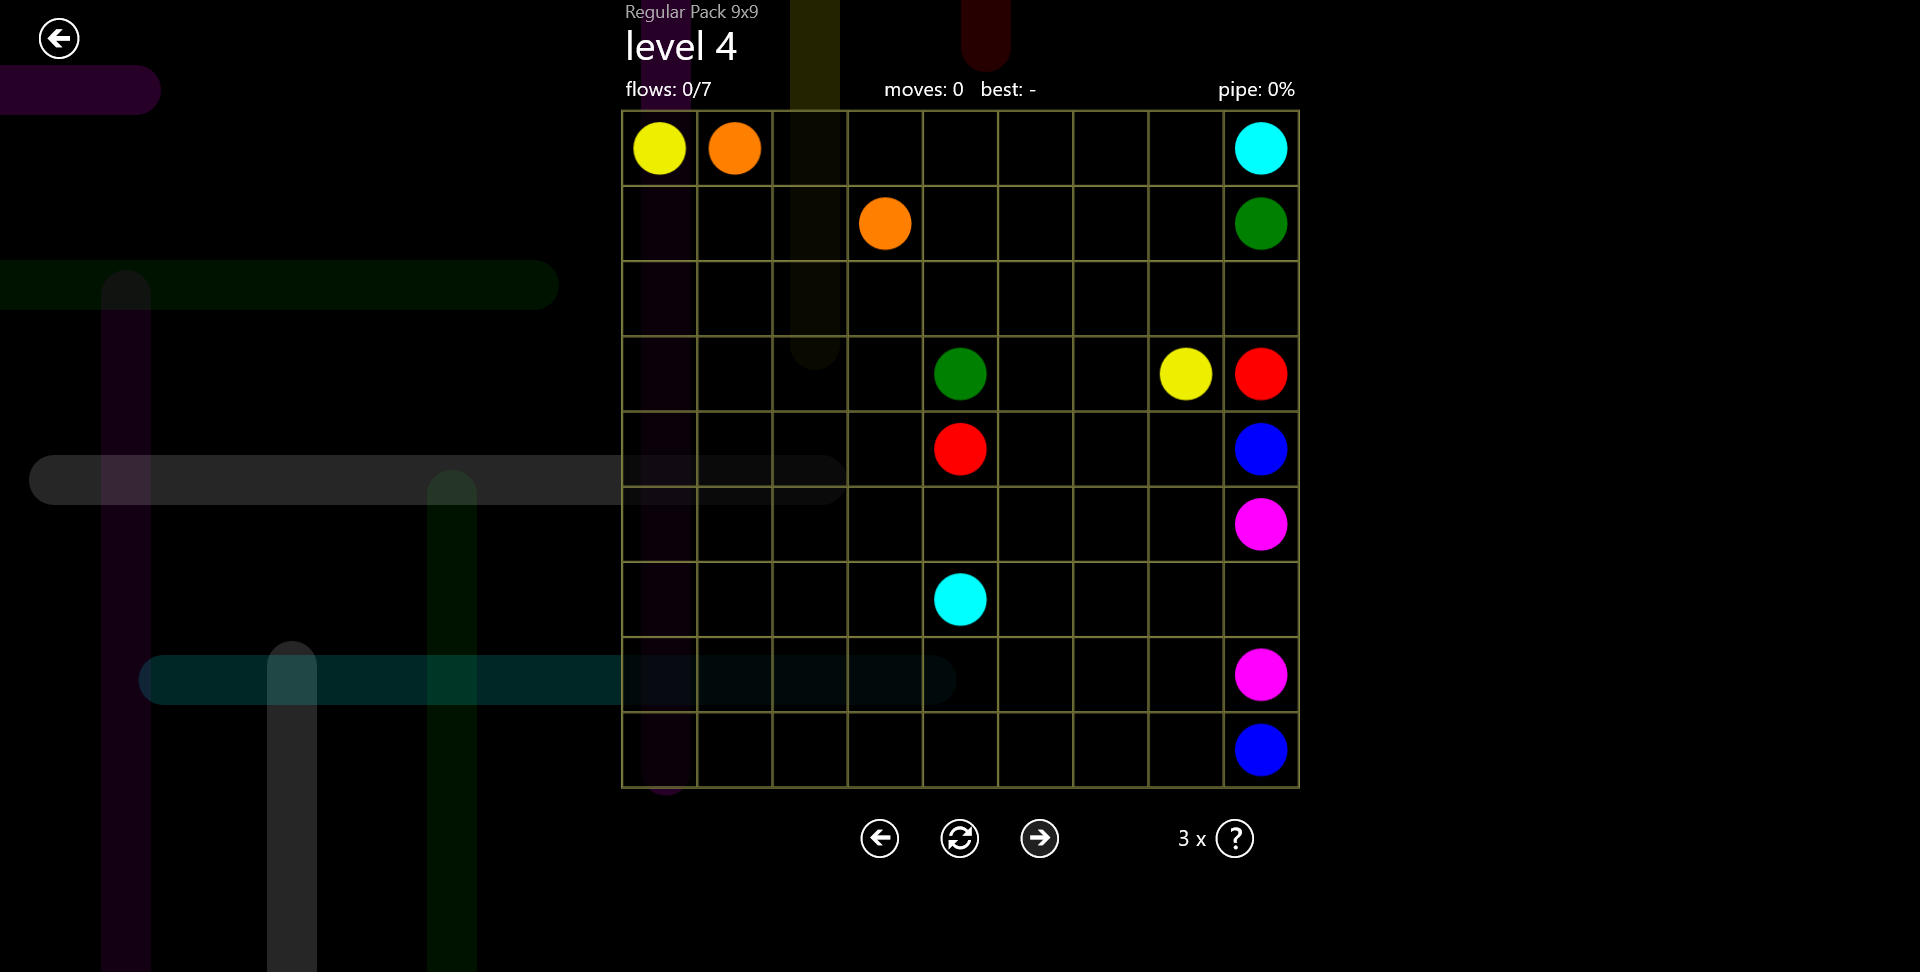 Regular Pack 9x9
level 4
flows: 0/7 moves: 0 best: - pipe: 0%
3 x ?